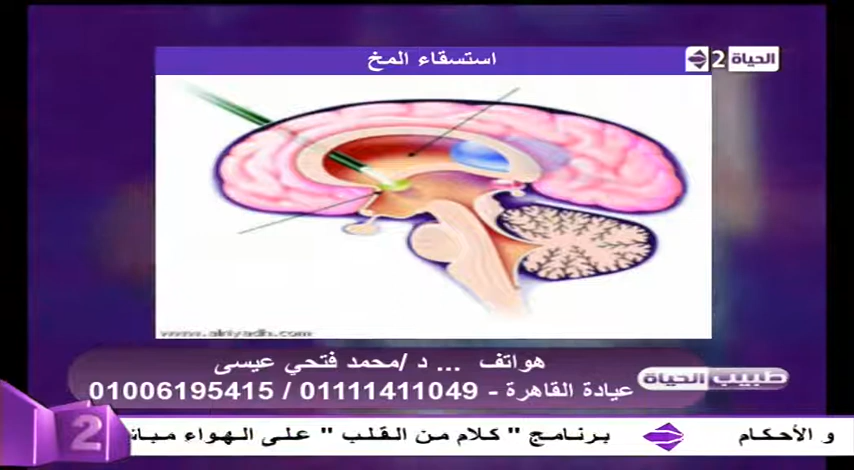 استسقاء المخ
الحياة 2
www.alriyadh.com
هواتف ... د /محمد فتحي عيسى
عيادة القاهرة - 01111411049 / 01006195415
طبيب الحياة
2
و الأحكام برنامج " كلام من القلب " على الهواء